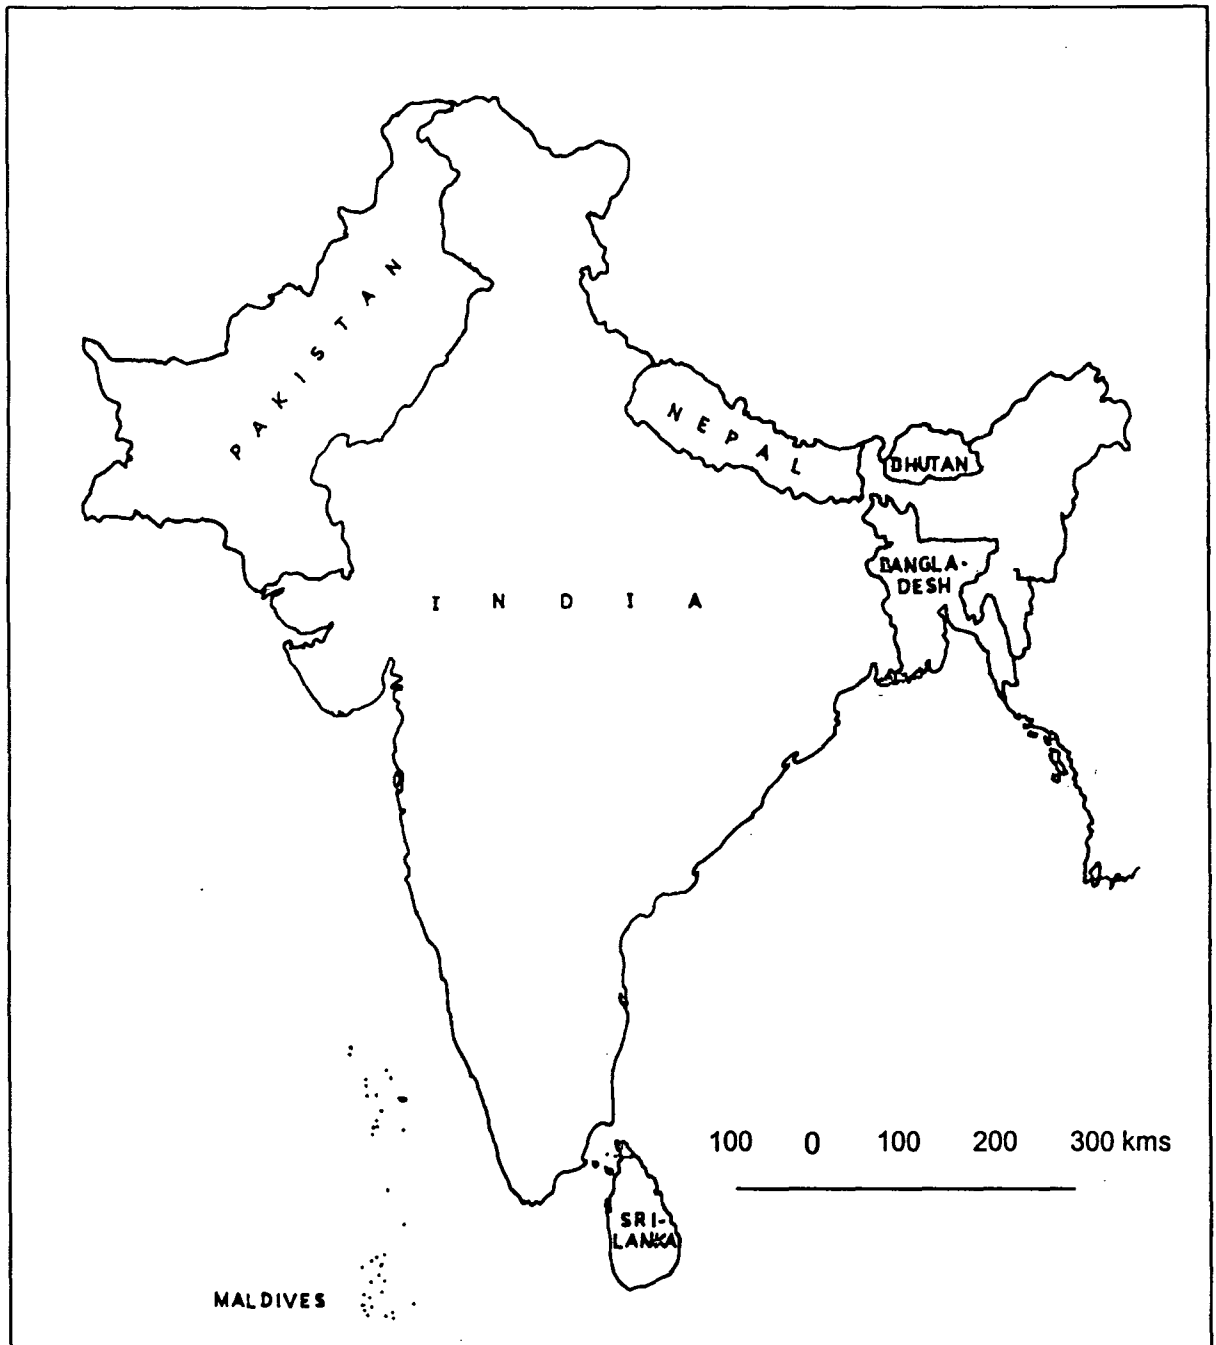 PAKISTAN
NEPAL
BHUTAN
BANGLA-
DESH
INDIA
100 0 100 200 300 kms
SRI-
LANKA
MALDIVES